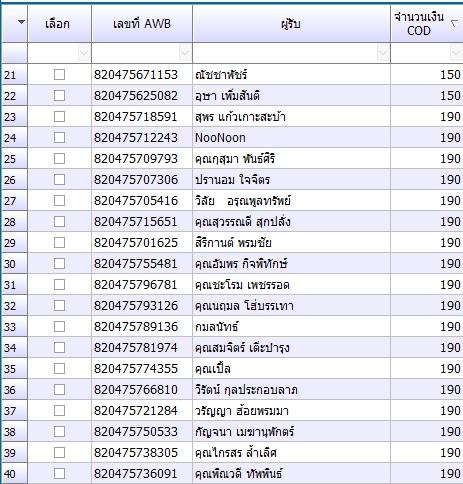 เลือก เลขที่ AWB ผู้รับ จำนวนเงิน COD
21 820475671153 ณัชชาพัชร์ 150
22 820475625082 อุษา เพิ่มสันติ 150
23 820475718591 สุพร แก้วเกาะสะบ้า 190
24 820475712243 NooNoon 190
25 820475709793 คุณกุสุมา พันธ์ศิริ 190
26 820475707306 ปรานอม ใจจิตร 190
27 820475705416 วิลัย อรุณพูลทรัพย์ 190
28 820475715651 คุณสุวรรณดี สุกปลั่ง 190
29 820475701625 สิริกานต์ พรมชัย 190
30 820475755481 คุณอัมพร กิจพิทักษ์ 190
31 820475796781 คุณชะโรม เพชรรอด 190
32 820475793126 คุณนฤมล โฮ่บรรเทา 190
33 820475789136 กมลนัทธ์ 190
34 820475781974 คุณสมจิตร์ เต๊ะบำรุง 190
35 820475774355 คุณเปิ้ล 190
36 820475766810 วิรัตน์ กุลประกอบลาภ 190
37 820475721284 วรัญญา ฮ้อยพรมมา 190
38 820475750533 กัญจนา เมฆานุพักตร์ 190
39 820475738305 คุณไกรสร ล้ำเลิศ 190
40 820475736091 คุณพิณวดี ทัพพันธ์ 190